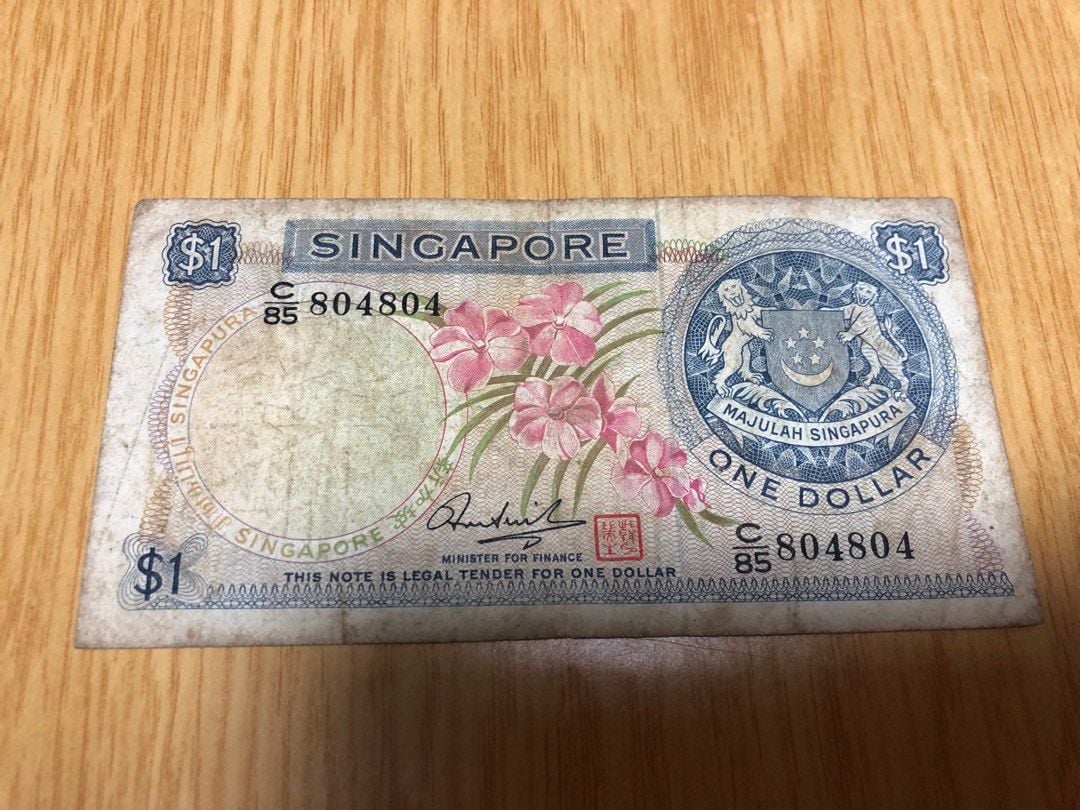 $1
SINGAPORE
$1
C/85 804804
SINGAPURA
SINGAPORE
MAJULAH SINGAPURA
ONE DOLLAR
MINISTER FOR FINANCE
$1
THIS NOTE IS LEGAL TENDER FOR ONE DOLLAR
C/85 804804